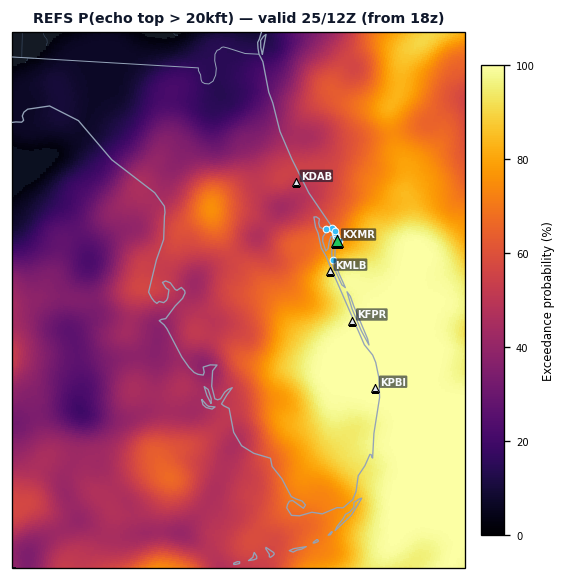 REFS P(echo top > 20kft) — valid 25/12Z (from 18z)
KDAB
KXMR
KMLB
KFPR
KPBI
100
80
60
40
20
0
Exceedance probability (%)